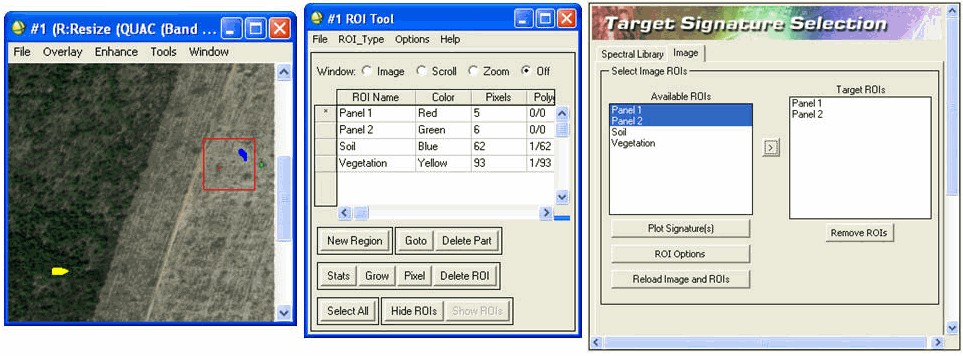 #1 (R:Resize (QUAC (Band ...
File Overlay Enhance Tools Window
#1 ROI Tool
File ROI_Type Options Help
Window: Image Scroll Zoom Off
ROI Name Color Pixels Poly
* Panel 1 Red 5 0/0
Panel 2 Green 6 0/0
Soil Blue 62 1/62
Vegetation Yellow 93 1/93
New Region Goto Delete Part
Stats Grow Pixel Delete ROI
Select All Hide ROIs Show ROIs
Target Signature Selection
Spectral Library Image
Select Image ROIs
Available ROIs
Panel 1
Panel 2
Soil
Vegetation
>
Target ROIs
Panel 1
Panel 2
Plot Signature(s)
ROI Options
Reload Image and ROIs
Remove ROIs